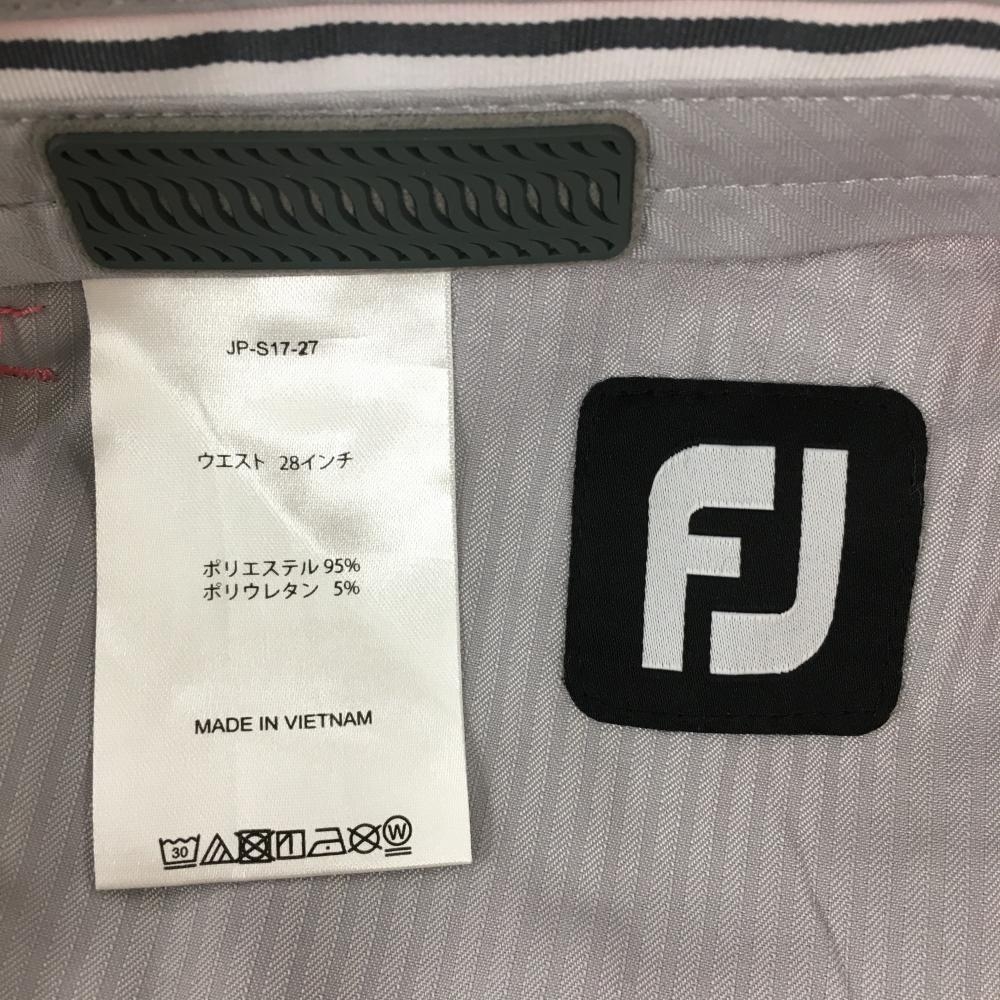 JP-S17-27
ウエスト 28インチ
ポリエステル 95%
ポリウレタン 5%
MADE IN VIETNAM
30
W
FJ